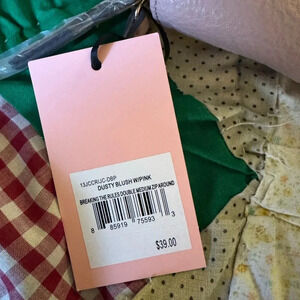 13JCCRUC-DBP
DUSTY BLUSH W/PINK
BREAKING THE RULES DOUBLE MEDIUM ZIP AROUND
8 85919 75593 3
$39.00